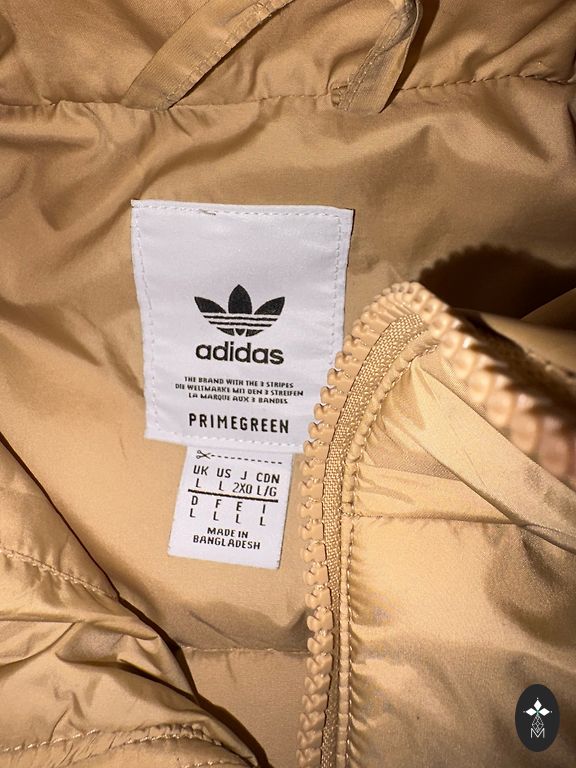 adidas
THE BRAND WITH THE 3 STRIPES
DIE WELTMARKE MIT DEN 3 STREIFEN
LA MARQUE AUX 3 BANDES
PRIMEGREEN
UK US J CDN
L L 2XO L/G
D F E I
L L L L
MADE IN
BANGLADESH
M